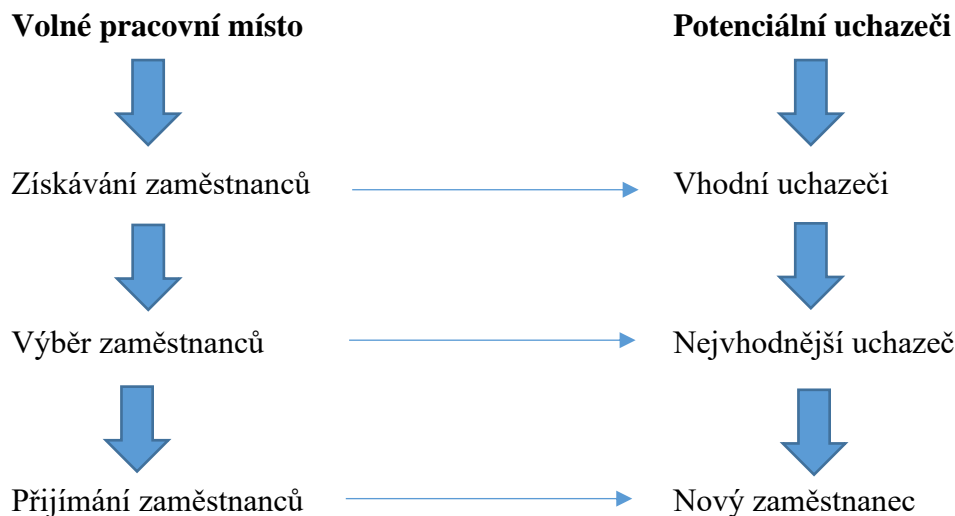 Volné pracovní místo
Potenciální uchazeči
Získávání zaměstnanců
Vhodní uchazeči
Výběr zaměstnanců
Nejvhodnější uchazeč
Přijímání zaměstnanců
Nový zaměstnanec